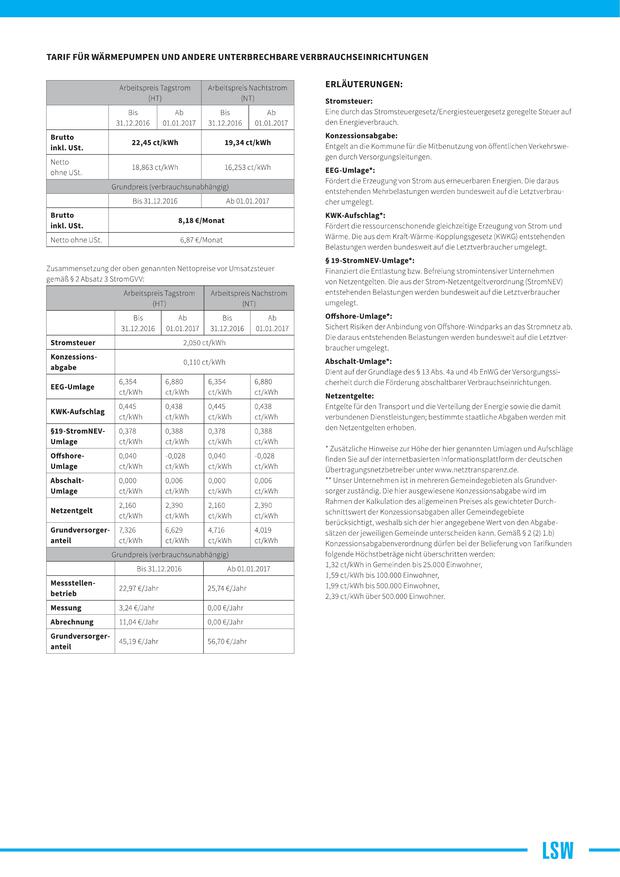 TARIF FÜR WÄRMEPUMPEN UND ANDERE UNTERBRECHBARE VERBRAUCHSEINRICHTUNGEN
Arbeitspreis Tagstrom (HT) Arbeitspreis Nachtstrom (NT)
Bis 31.12.2016 Ab 01.01.2017 Bis 31.12.2016 Ab 01.01.2017
Brutto inkl. USt. 22,45 ct/kWh 19,34 ct/kWh
Netto ohne USt. 18,863 ct/kWh 16,253 ct/kWh
Grundpreis (verbrauchsunabhängig)
Bis 31.12.2016 Ab 01.01.2017
Brutto inkl. USt. 8,18 €/Monat
Netto ohne USt. 6,87 €/Monat
Zusammensetzung der oben genannten Nettopreise vor Umsatzsteuer
gemäß § 2 Absatz 3 StromGVV:
Arbeitspreis Tagstrom (HT) Arbeitspreis Nachstrom (NT)
Bis 31.12.2016 Ab 01.01.2017 Bis 31.12.2016 Ab 01.01.2017
Stromsteuer 2,050 ct/kWh
Konzessions-abgabe 0,110 ct/kWh
EEG-Umlage 6,354 ct/kWh 6,880 ct/kWh 6,354 ct/kWh 6,880 ct/kWh
KWK-Aufschlag 0,445 ct/kWh 0,438 ct/kWh 0,445 ct/kWh 0,438 ct/kWh
§19-StromNEV-Umlage 0,378 ct/kWh 0,388 ct/kWh 0,378 ct/kWh 0,388 ct/kWh
Offshore-Umlage 0,040 ct/kWh -0,028 ct/kWh 0,040 ct/kWh -0,028 ct/kWh
Abschalt-Umlage 0,000 ct/kWh 0,006 ct/kWh 0,000 ct/kWh 0,006 ct/kWh
Netzentgelt 2,160 ct/kWh 2,390 ct/kWh 2,160 ct/kWh 2,390 ct/kWh
Grundversorger-anteil 7,326 ct/kWh 6,629 ct/kWh 4,716 ct/kWh 4,019 ct/kWh
Grundpreis (verbrauchsunabhängig)
Bis 31.12.2016 Ab 01.01.2017
Messstellen-betrieb 22,97 €/Jahr 25,74 €/Jahr
Messung 3,24 €/Jahr 0,00 €/Jahr
Abrechnung 11,04 €/Jahr 0,00 €/Jahr
Grundversorger-anteil 45,19 €/Jahr 56,70 €/Jahr
ERLÄUTERUNGEN:
Stromsteuer:
Eine durch das Stromsteuergesetz/Energiesteuergesetz geregelte Steuer auf
den Energieverbrauch.
Konzessionsabgabe:
Entgelt an die Kommune für die Mitbenutzung von öffentlichen Verkehrswe-
gen durch Versorgungsleitungen.
EEG-Umlage*:
Fördert die Erzeugung von Strom aus erneuerbaren Energien. Die daraus
entstehenden Mehrbelastungen werden bundesweit auf die Letztverbrau-
cher umgelegt.
KWK-Aufschlag*:
Fördert die ressourcenschonende gleichzeitige Erzeugung von Strom und
Wärme. Die aus dem Kraft-Wärme-Kopplungsgesetz (KWKG) entstehenden
Belastungen werden bundesweit auf die Letztverbraucher umgelegt.
§ 19-StromNEV-Umlage*:
Finanziert die Entlastung bzw. Befreiung stromintensiver Unternehmen
von Netzentgelten. Die aus der Strom-Netzentgeltverordnung (StromNEV)
entstehenden Belastungen werden bundesweit auf die Letztverbraucher
umgelegt.
Offshore-Umlage*:
Sichert Risiken der Anbindung von Offshore-Windparks an das Stromnetz ab.
Die daraus entstehenden Belastungen werden bundesweit auf die Letztver-
braucher umgelegt.
Abschalt-Umlage*:
Dient auf der Grundlage des § 13 Abs. 4a und 4b EnWG der Versorgungssi-
cherheit durch die Förderung abschaltbarer Verbrauchseinrichtungen.
Netzentgelte:
Entgelte für den Transport und die Verteilung der Energie sowie die damit
verbundenen Dienstleistungen; bestimmte staatliche Abgaben werden mit
den Netzentgelten erhoben.
* Zusätzliche Hinweise zur Höhe der hier genannten Umlagen und Aufschläge
finden Sie auf der internetbasierten Informationsplattform der deutschen
Übertragungsnetzbetreiber unter www.netztransparenz.de.
** Unser Unternehmen ist in mehreren Gemeindegebieten als Grundver-
sorger zuständig. Die hier ausgewiesene Konzessionsabgabe wird im
Rahmen der Kalkulation des allgemeinen Preises als gewichteter Durch-
schnittswert der Konzessionsabgaben aller Gemeindegebiete
berücksichtigt, weshalb sich der hier angegebene Wert von den Abgabe-
sätzen der jeweiligen Gemeinde unterscheiden kann. Gemäß § 2 (2) 1.b)
Konzessionsabgabenverordnung dürfen bei der Belieferung von Tarifkunden
folgende Höchstbeträge nicht überschritten werden:
1,32 ct/kWh in Gemeinden bis 25.000 Einwohner,
1,59 ct/kWh bis 100.000 Einwohner,
1,99 ct/kWh bis 500.000 Einwohner,
2,39 ct/kWh über 500.000 Einwohner.
LSW